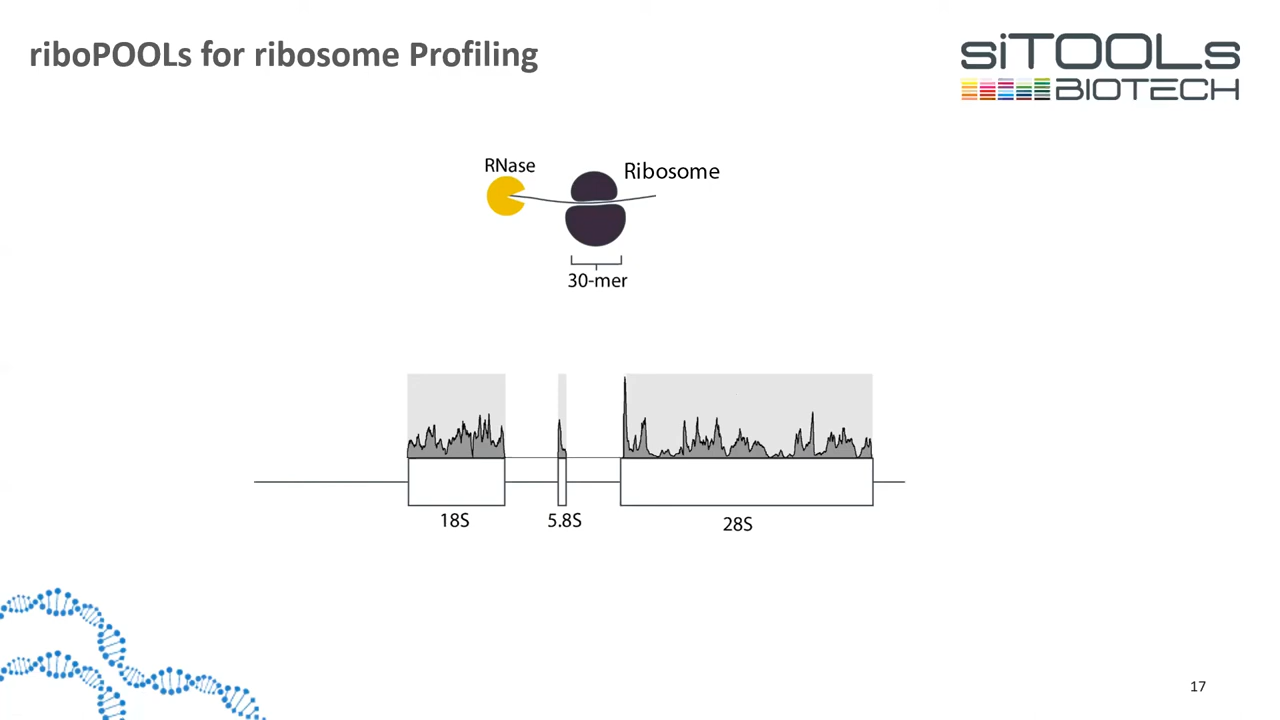 riboPOOLs for ribosome Profiling
siTOOLs
BIOTECH
RNase
Ribosome
30-mer
18S
5.8S
28S
17